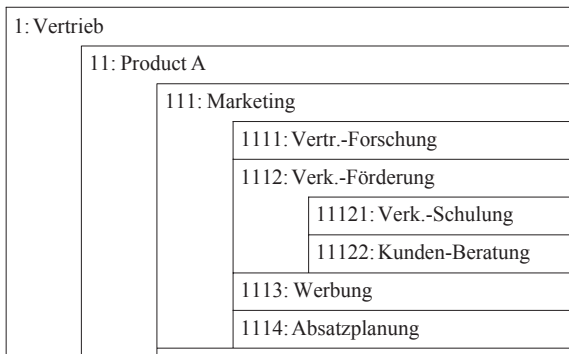 1: Vertrieb
11: Product A
111: Marketing
1111: Vertr.-Forschung
1112: Verk.-Förderung
11121: Verk.-Schulung
11122: Kunden-Beratung
1113: Werbung
1114: Absatzplanung